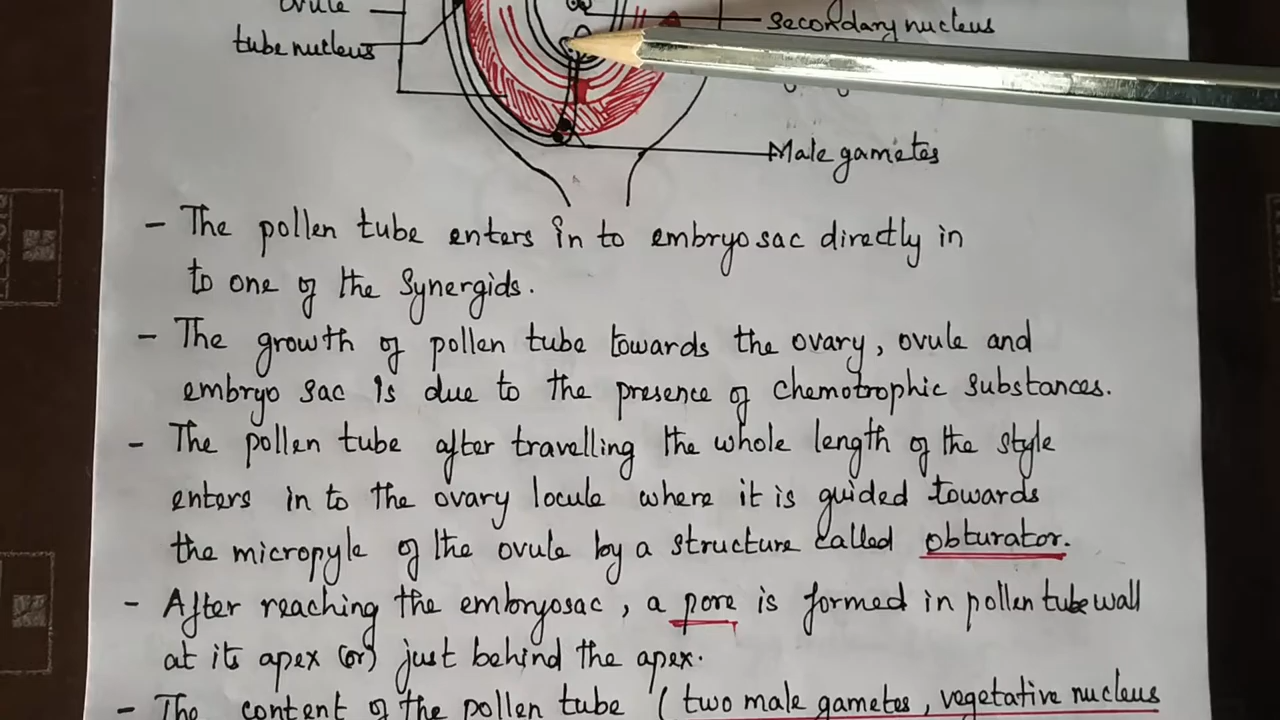 ovule
secondary nucleus
tube nucleus
Male gametes
- The pollen tube enters in to embryo sac directly in
to one of the Synergids.
- The growth of pollen tube towards the ovary, ovule and
embryo sac is due to the presence of chemotrophic substances.
- The pollen tube after travelling the whole length of the style
enters in to the ovary locule where it is guided towards
the micropyle of the ovule by a structure called obturator.
- After reaching the embryosac, a pore is formed in pollen tube wall
at its apex (or) just behind the apex.
- The content of the pollen tube (two male gametes, vegetative nucleus